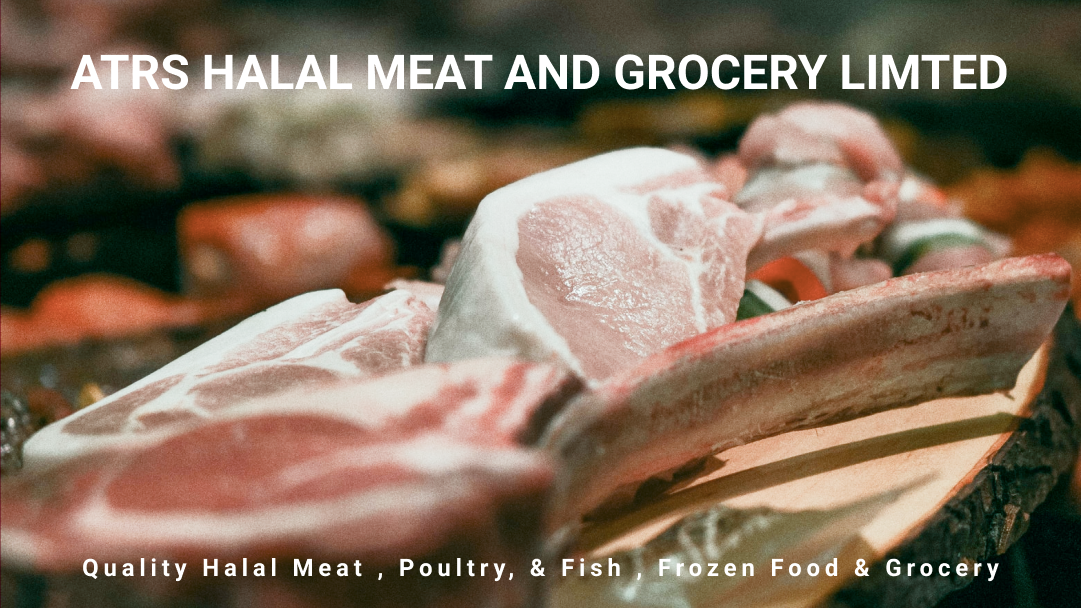 ATRS HALAL MEAT AND GROCERY LIMTED
Quality Halal Meat , Poultry, & Fish , Frozen Food & Grocery